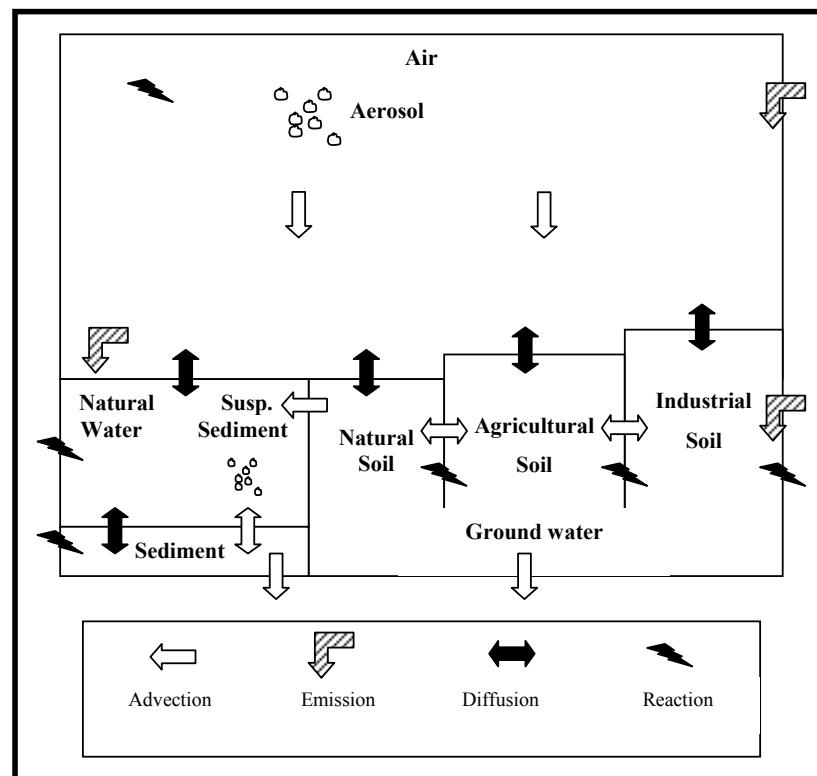 Air
Aerosol
Natural
Water
Susp.
Sediment
Natural
Soil
Agricultural
Soil
Industrial
Soil
Sediment
Ground water
Advection
Emission
Diffusion
Reaction